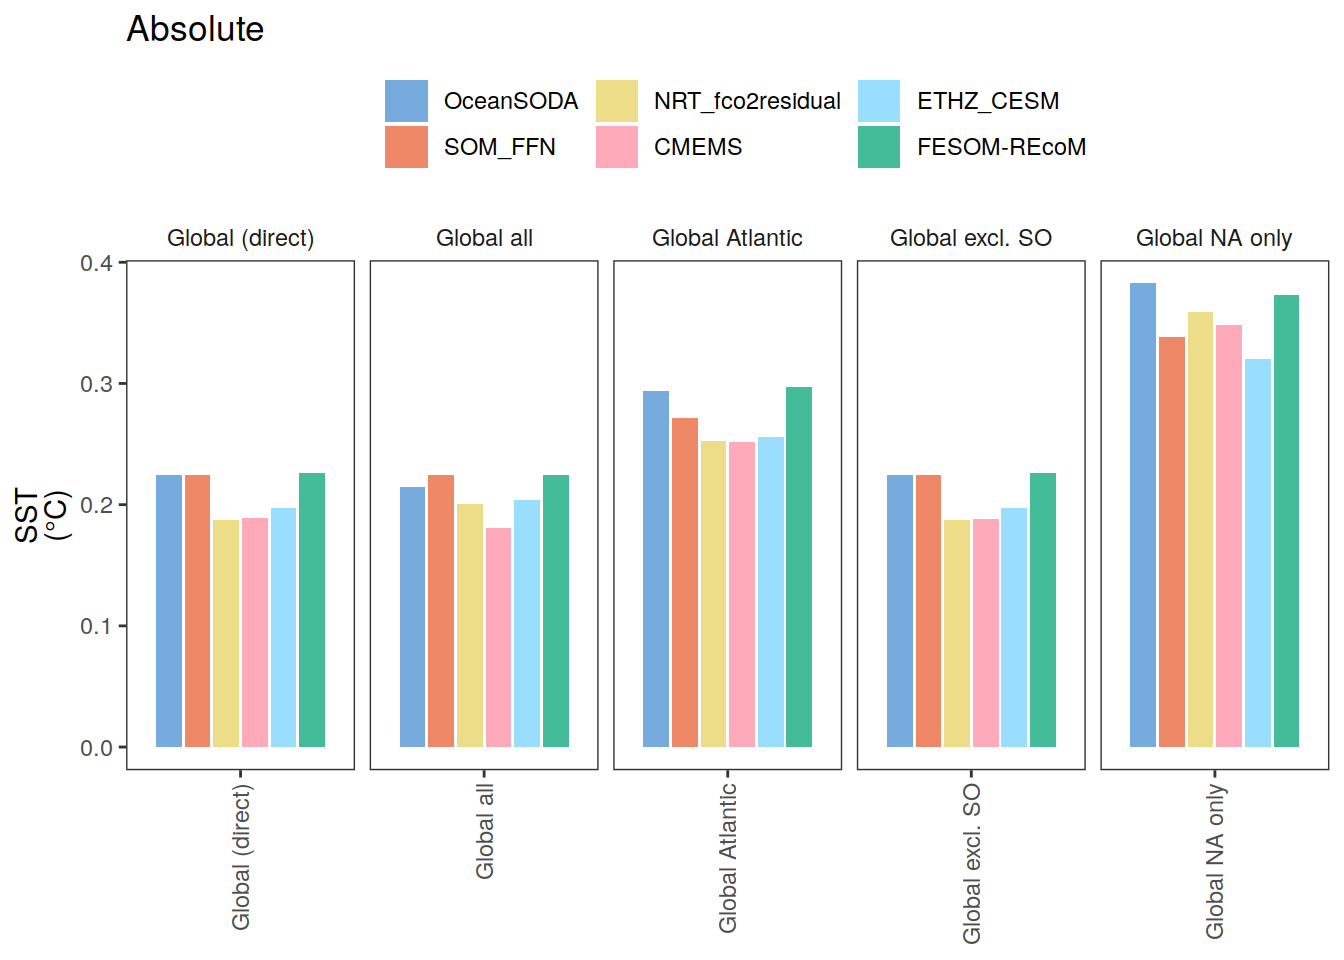 Absolute
OceanSODA NRT_fco2residual ETHZ_CESM
SOM_FFN CMEMS FESOM-REcoM
Global (direct) Global all Global Atlantic Global excl. SO Global NA only
0.4
0.3
0.2
0.1
0.0
SST
(°C)
Global (direct) Global all Global Atlantic Global excl. SO Global NA only